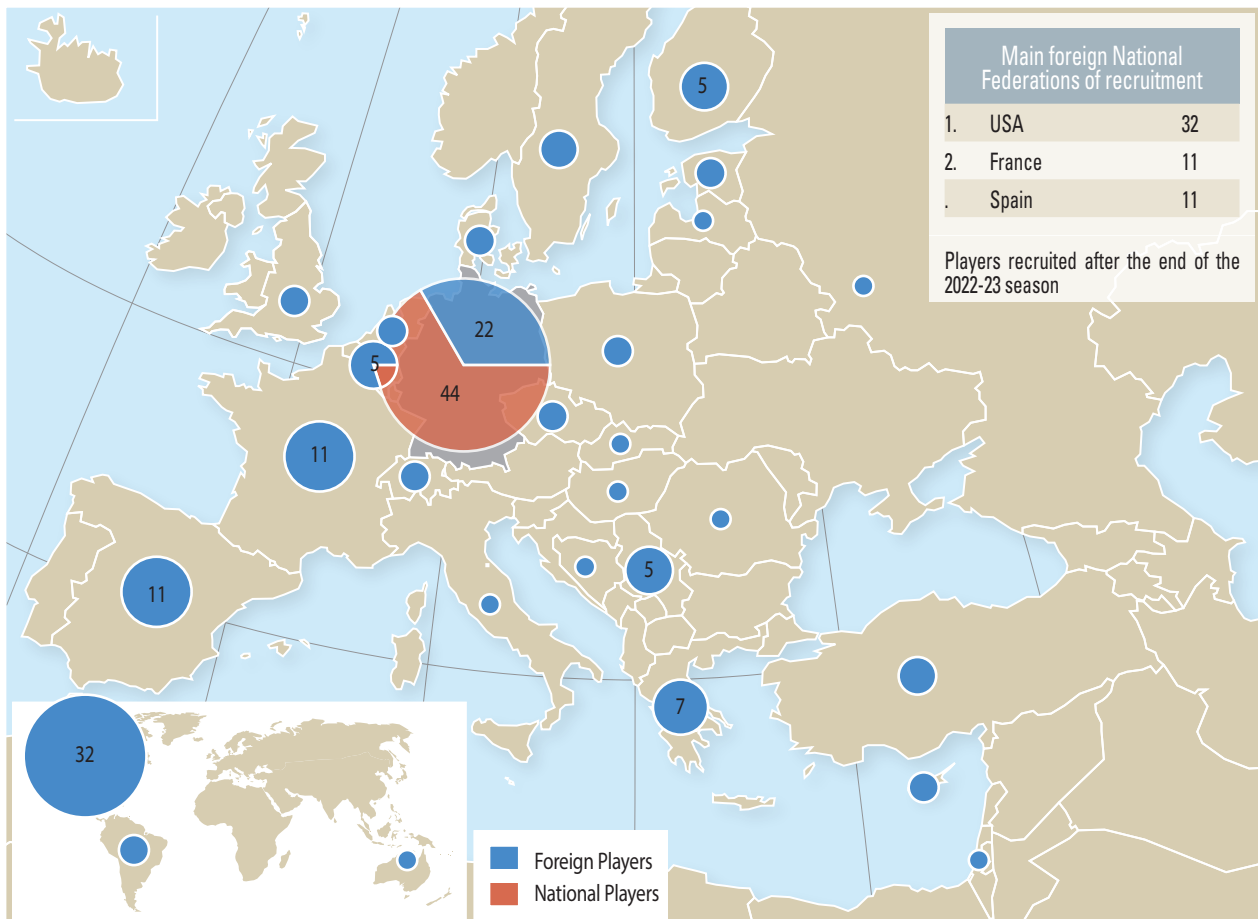 Main foreign National
Federations of recruitment
1. USA 32
2. France 11
. Spain 11
Players recruited after the end of the
2022-23 season
5
22
5
44
11
11
5
7
32
Foreign Players
National Players